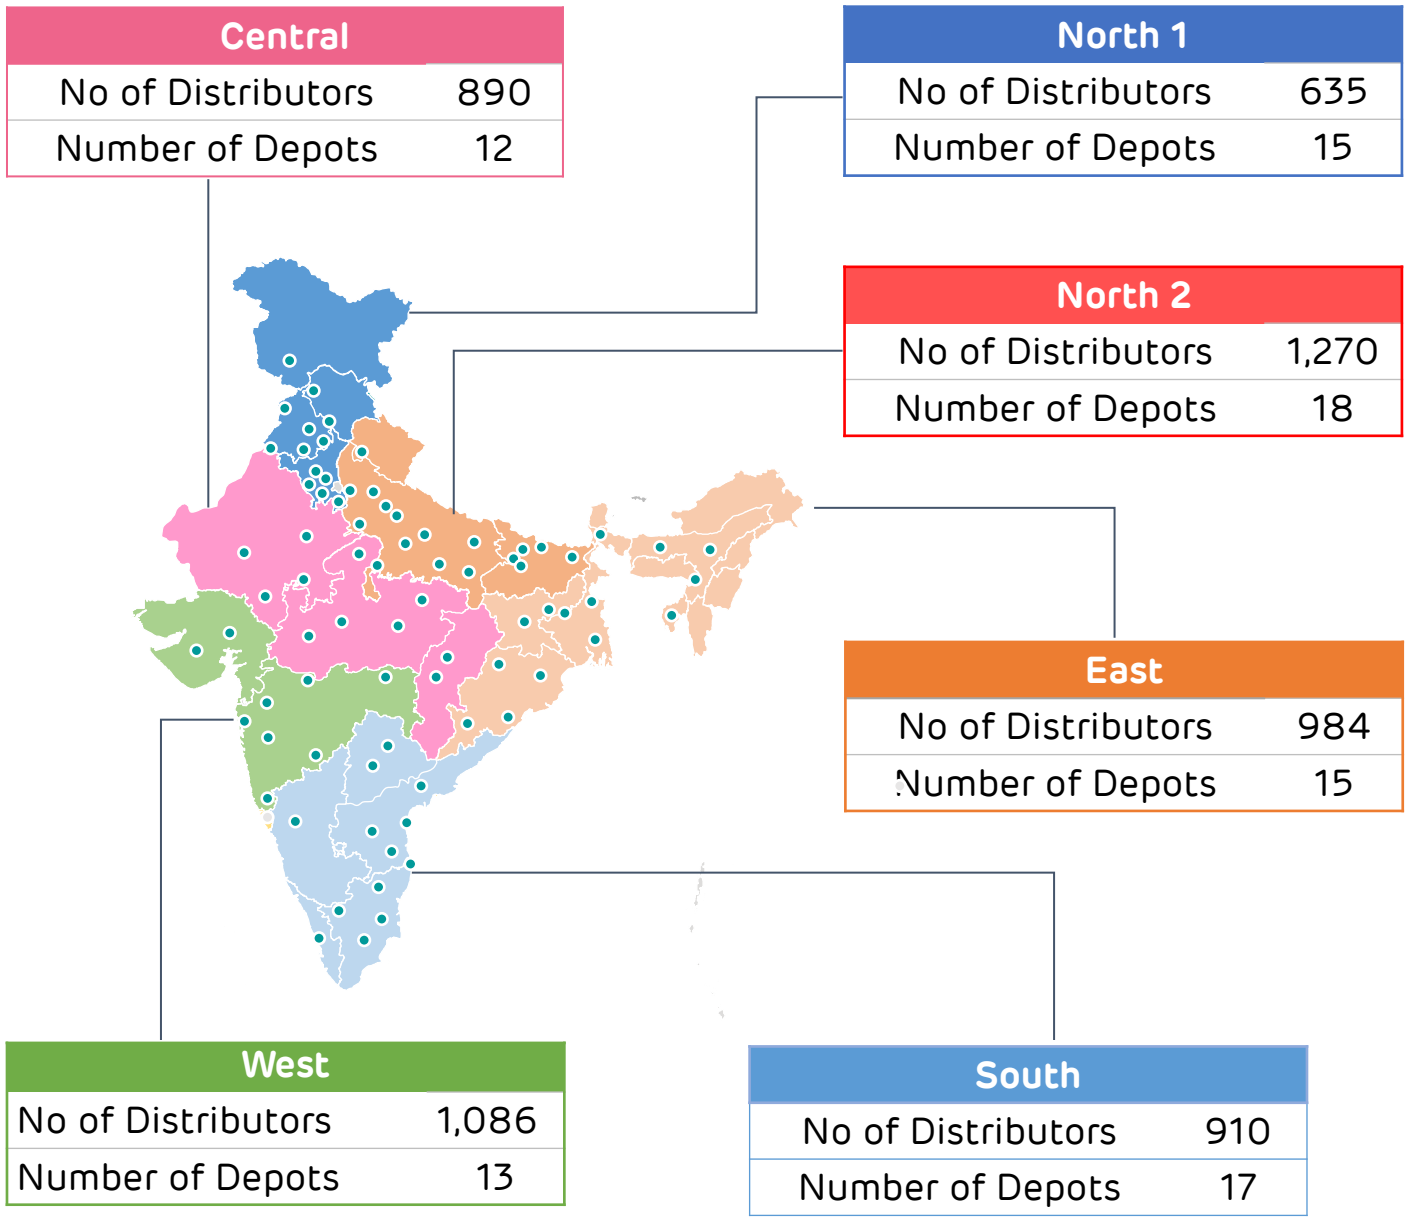 Central
No of Distributors 890
Number of Depots 12
North 1
No of Distributors 635
Number of Depots 15
North 2
No of Distributors 1,270
Number of Depots 18
East
No of Distributors 984
Number of Depots 15
West
No of Distributors 1,086
Number of Depots 13
South
No of Distributors 910
Number of Depots 17